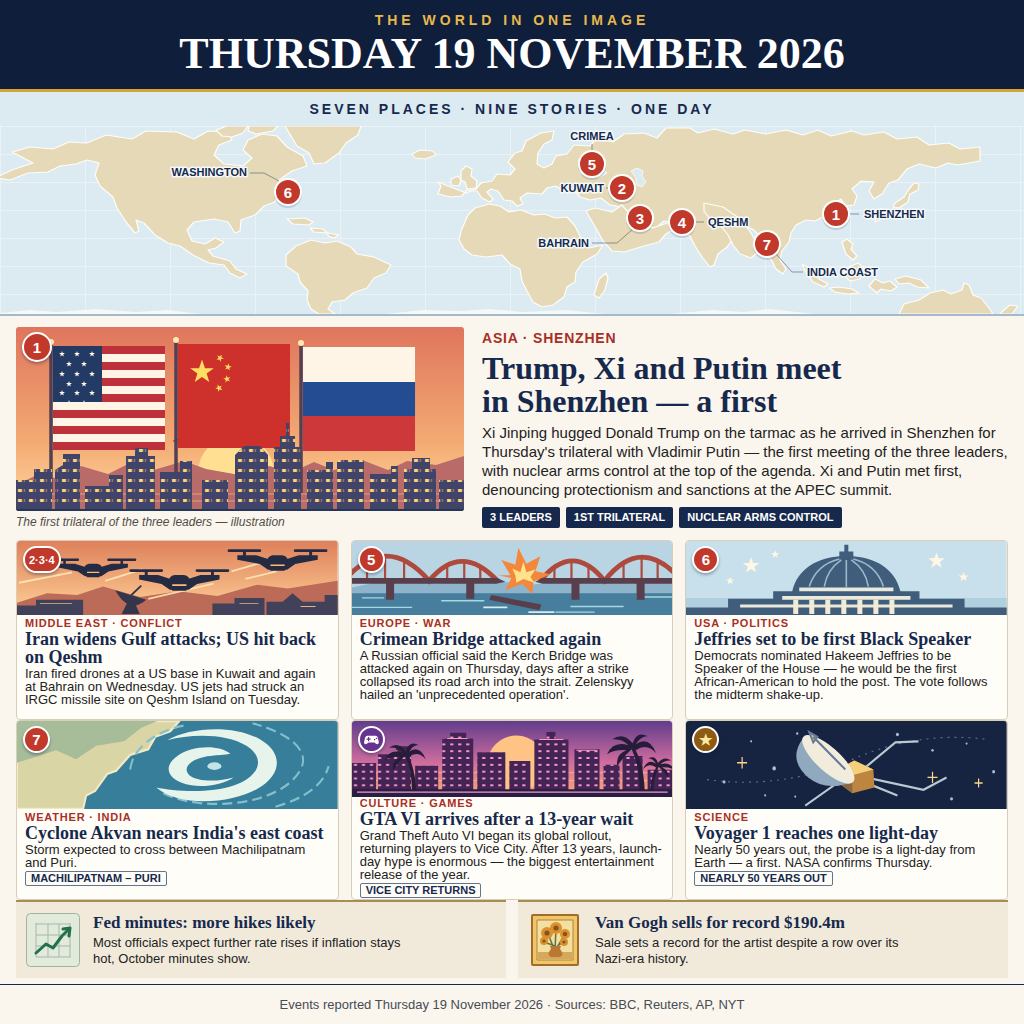 THE WORLD IN ONE IMAGE
THURSDAY 19 NOVEMBER 2026
SEVEN PLACES · NINE STORIES · ONE DAY
CRIMEA
5
WASHINGTON
6
KUWAIT
2
3
4
QESHM
1
SHENZHEN
BAHRAIN
7
INDIA COAST
1
ASIA · SHENZHEN
Trump, Xi and Putin meet
in Shenzhen — a first
Xi Jinping hugged Donald Trump on the tarmac as he arrived in Shenzhen for
Thursday's trilateral with Vladimir Putin — the first meeting of the three leaders,
with nuclear arms control at the top of the agenda. Xi and Putin met first,
denouncing protectionism and sanctions at the APEC summit.
3 LEADERS
1ST TRILATERAL
NUCLEAR ARMS CONTROL
The first trilateral of the three leaders — illustration
2·3·4
MIDDLE EAST · CONFLICT
Iran widens Gulf attacks; US hit back
on Qeshm
Iran fired drones at a US base in Kuwait and again
at Bahrain on Wednesday. US jets had struck an
IRGC missile site on Qeshm Island on Tuesday.
5
EUROPE · WAR
Crimean Bridge attacked again
A Russian official said the Kerch Bridge was
attacked again on Thursday, days after a strike
collapsed its road arch into the strait. Zelenskyy
hailed an 'unprecedented operation'.
6
USA · POLITICS
Jeffries set to be first Black Speaker
Democrats nominated Hakeem Jeffries to be
Speaker of the House — he would be the first
African-American to hold the post. The vote follows
the midterm shake-up.
7
WEATHER · INDIA
Cyclone Akvan nears India's east coast
Storm expected to cross between Machilipatnam
and Puri.
MACHILIPATNAM – PURI
CULTURE · GAMES
GTA VI arrives after a 13-year wait
Grand Theft Auto VI began its global rollout,
returning players to Vice City. After 13 years, launch-
day hype is enormous — the biggest entertainment
release of the year.
VICE CITY RETURNS
SCIENCE
Voyager 1 reaches one light-day
Nearly 50 years out, the probe is a light-day from
Earth — a first. NASA confirms Thursday.
NEARLY 50 YEARS OUT
Fed minutes: more hikes likely
Most officials expect further rate rises if inflation stays
hot, October minutes show.
Van Gogh sells for record $190.4m
Sale sets a record for the artist despite a row over its
Nazi-era history.
Events reported Thursday 19 November 2026 · Sources: BBC, Reuters, AP, NYT